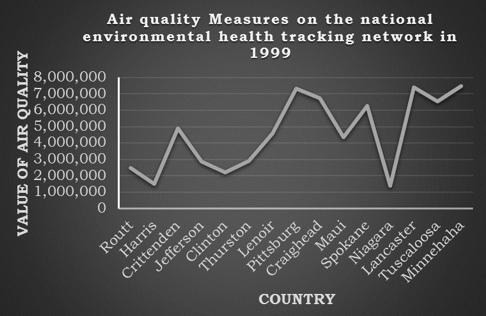 Air quality Measures on the national
environmental health tracking network in
1999
VALUE OF AIR QUALITY
8,000,000
7,000,000
6,000,000
5,000,000
4,000,000
3,000,000
2,000,000
1,000,000
0
Routt
Harris
Crittenden
Jefferson
Clinton
Thurston
Lenoir
Pittsburg
Craighead
Maui
Spokane
Niagara
Lancaster
Tuscaloosa
Minnehaha
COUNTRY